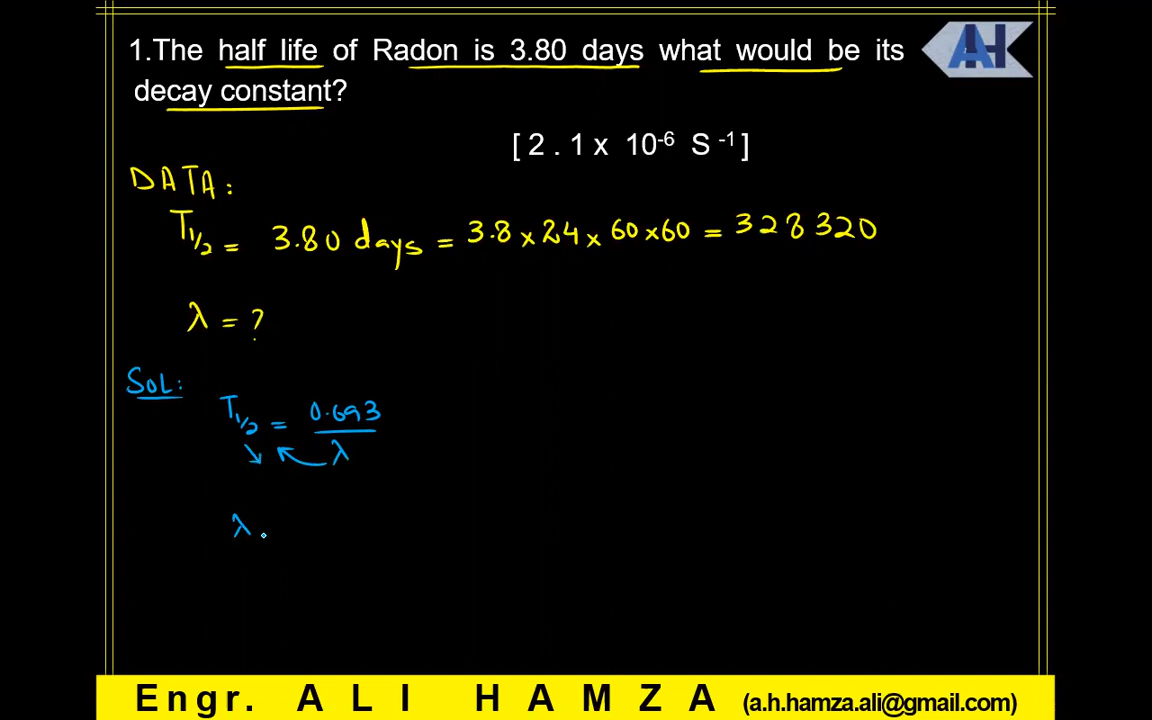 1.The half life of Radon is 3.80 days what would be its
decay constant?
AH
[ 2 . 1 x 10⁻⁶ S ⁻¹ ]
DATA:
T1/2 = 3.80 days = 3.8 × 24 × 60 × 60 = 328320
λ = ?
SOL:
T1/2 = 0.693
λ
λ
Engr. ALI HAMZA (a.h.hamza.ali@gmail.com)